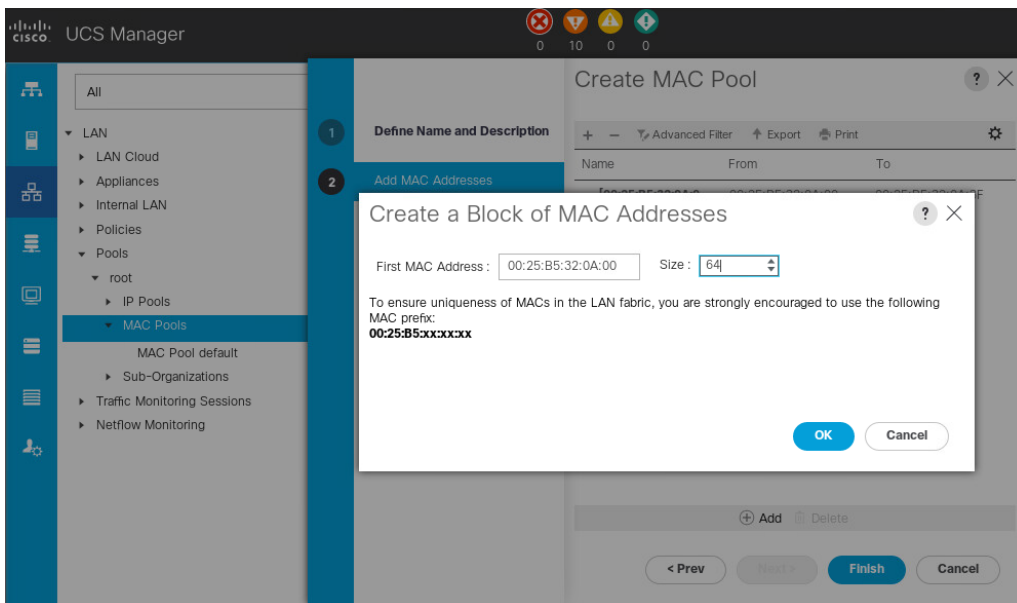 cisco. UCS Manager
0 10 0 0
All
LAN
LAN Cloud
Appliances
Internal LAN
Policies
Pools
root
IP Pools
MAC Pools
MAC Pool default
Sub-Organizations
Traffic Monitoring Sessions
Netflow Monitoring
1 Define Name and Description
2 Add MAC Addresses
Create MAC Pool ?
+ − Advanced Filter Export Print
Name From To
Create a Block of MAC Addresses ?
First MAC Address : 00:25:B5:32:0A:00 Size : 64
To ensure uniqueness of MACs in the LAN fabric, you are strongly encouraged to use the following
MAC prefix:
00:25:B5:xx:xx:xx
OK Cancel
Add Delete
< Prev Next > Finish Cancel